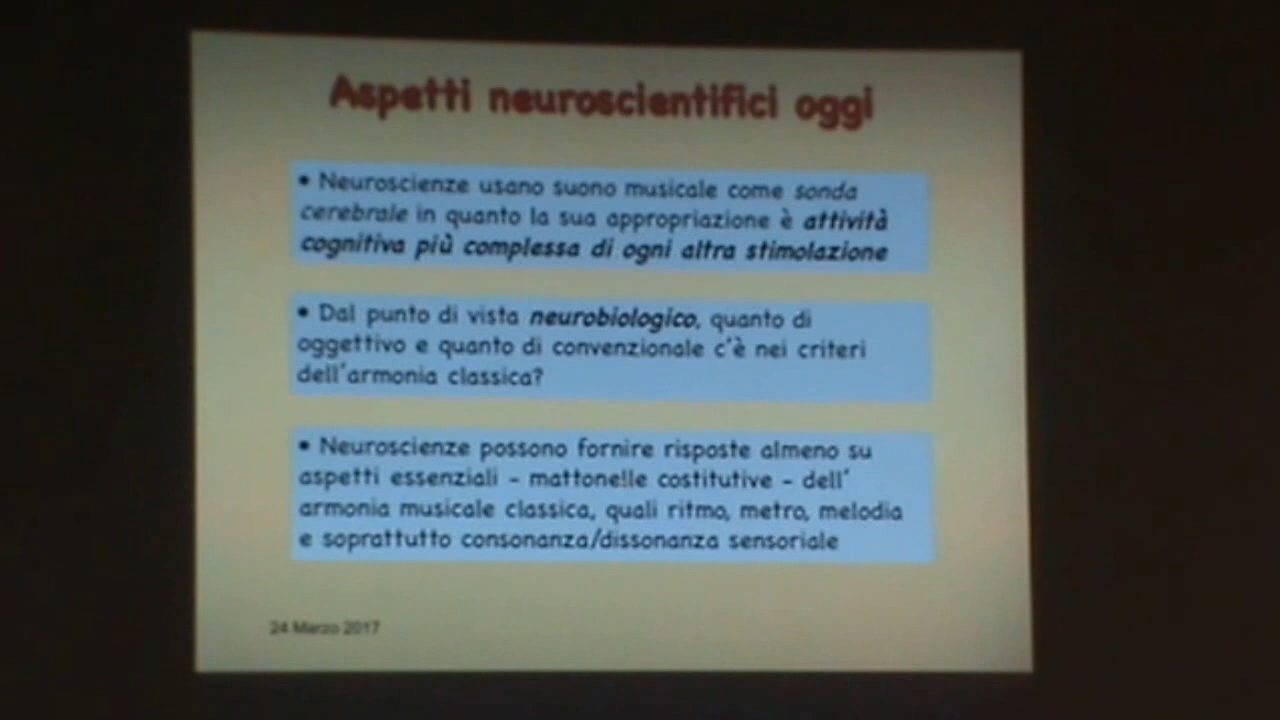 Aspetti neuroscientifici oggi
• Neuroscienze usano suono musicale come sonda
cerebrale in quanto la sua appropriazione è attività
cognitiva più complessa di ogni altra stimolazione
• Dal punto di vista neurobiologico, quanto di
oggettivo e quanto di convenzionale c'è nei criteri
dell'armonia classica?
• Neuroscienze possono fornire risposte almeno su
aspetti essenziali - mattonelle costitutive - dell'
armonia musicale classica, quali ritmo, metro, melodia
e soprattutto consonanza/dissonanza sensoriale
24 Marzo 2017